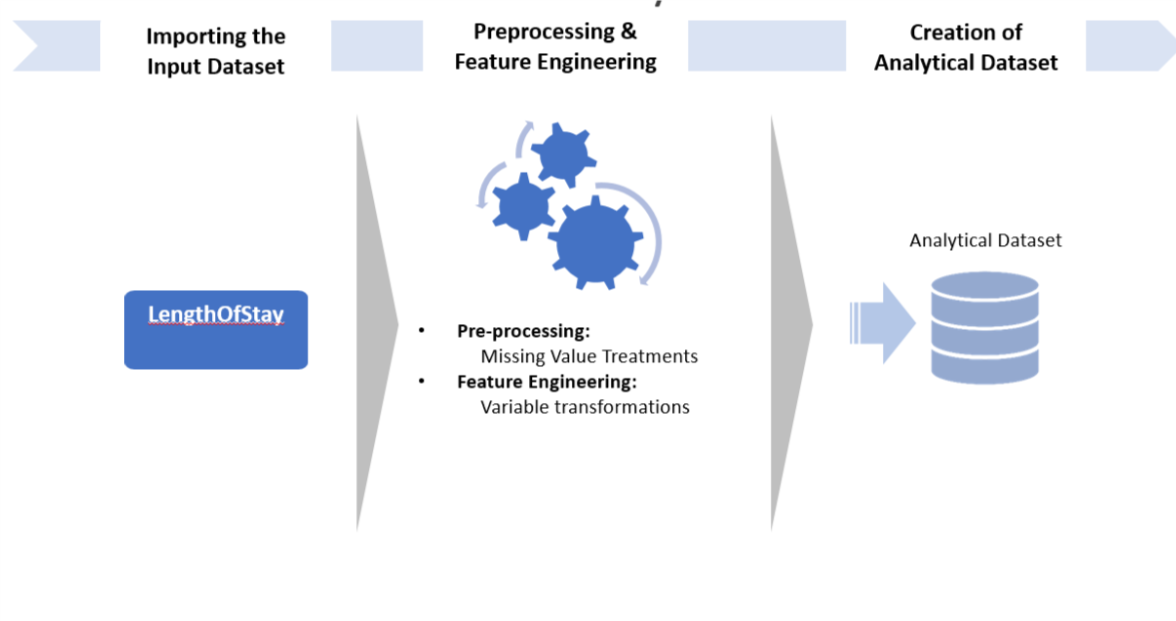 Importing the
Input Dataset
Preprocessing &
Feature Engineering
Creation of
Analytical Dataset
LengthOfStay
• Pre-processing:
Missing Value Treatments
• Feature Engineering:
Variable transformations
Analytical Dataset